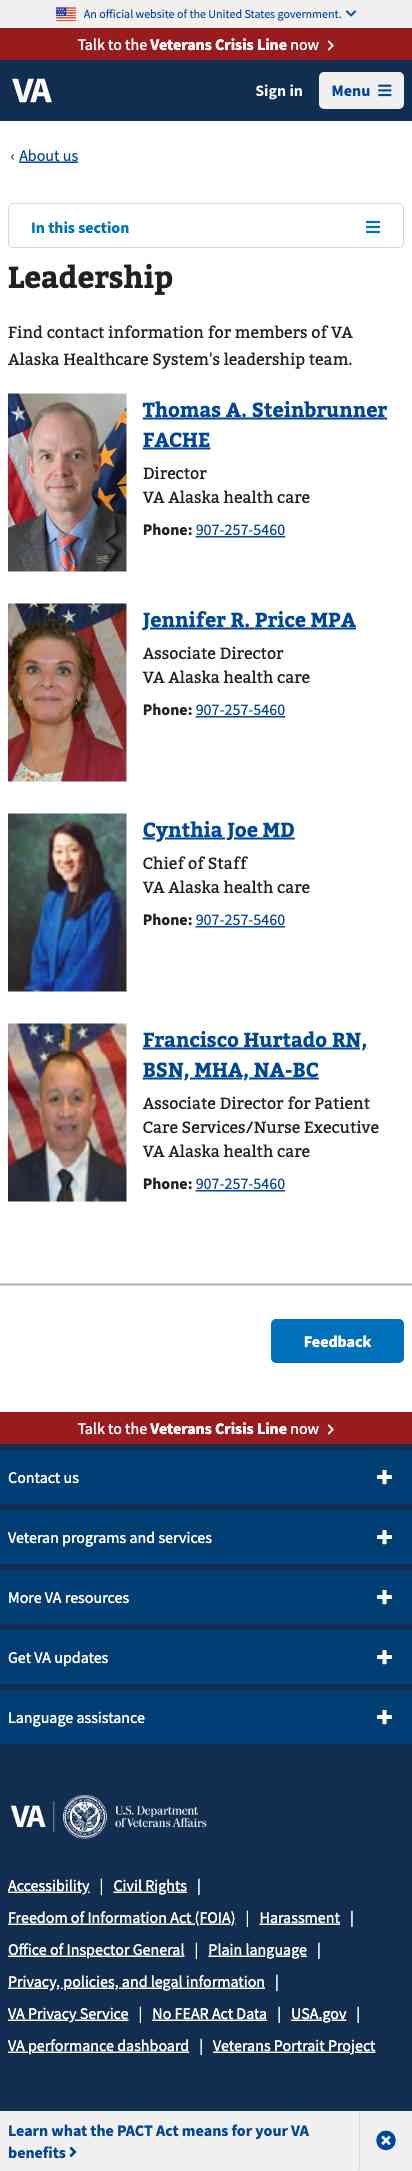 An official website of the United States government.
Talk to the Veterans Crisis Line now
VA
Sign in
Menu
‹ About us
In this section
Leadership
Find contact information for members of VA
Alaska Healthcare System's leadership team.
Thomas A. Steinbrunner
FACHE
Director
VA Alaska health care
Phone: 907-257-5460
Jennifer R. Price MPA
Associate Director
VA Alaska health care
Phone: 907-257-5460
Cynthia Joe MD
Chief of Staff
VA Alaska health care
Phone: 907-257-5460
Francisco Hurtado RN,
BSN, MHA, NA-BC
Associate Director for Patient
Care Services/Nurse Executive
VA Alaska health care
Phone: 907-257-5460
Feedback
Talk to the Veterans Crisis Line now
Contact us
Veteran programs and services
More VA resources
Get VA updates
Language assistance
VA
U.S. Department
of Veterans Affairs
Accessibility | Civil Rights |
Freedom of Information Act (FOIA) | Harassment |
Office of Inspector General | Plain language |
Privacy, policies, and legal information |
VA Privacy Service | No FEAR Act Data | USA.gov |
VA performance dashboard | Veterans Portrait Project
Learn what the PACT Act means for your VA
benefits